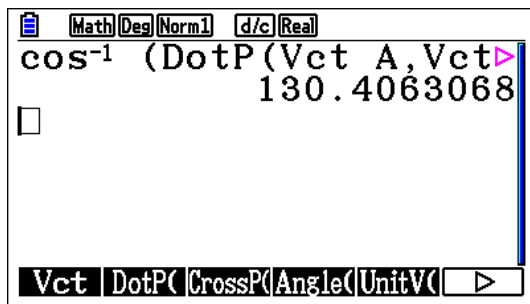 Math Deg Norm1 d/c Real
cos⁻¹ (DotP(Vct A,Vct▷
130.4063068
Vct DotP( CrossP( Angle( UnitV( ▷